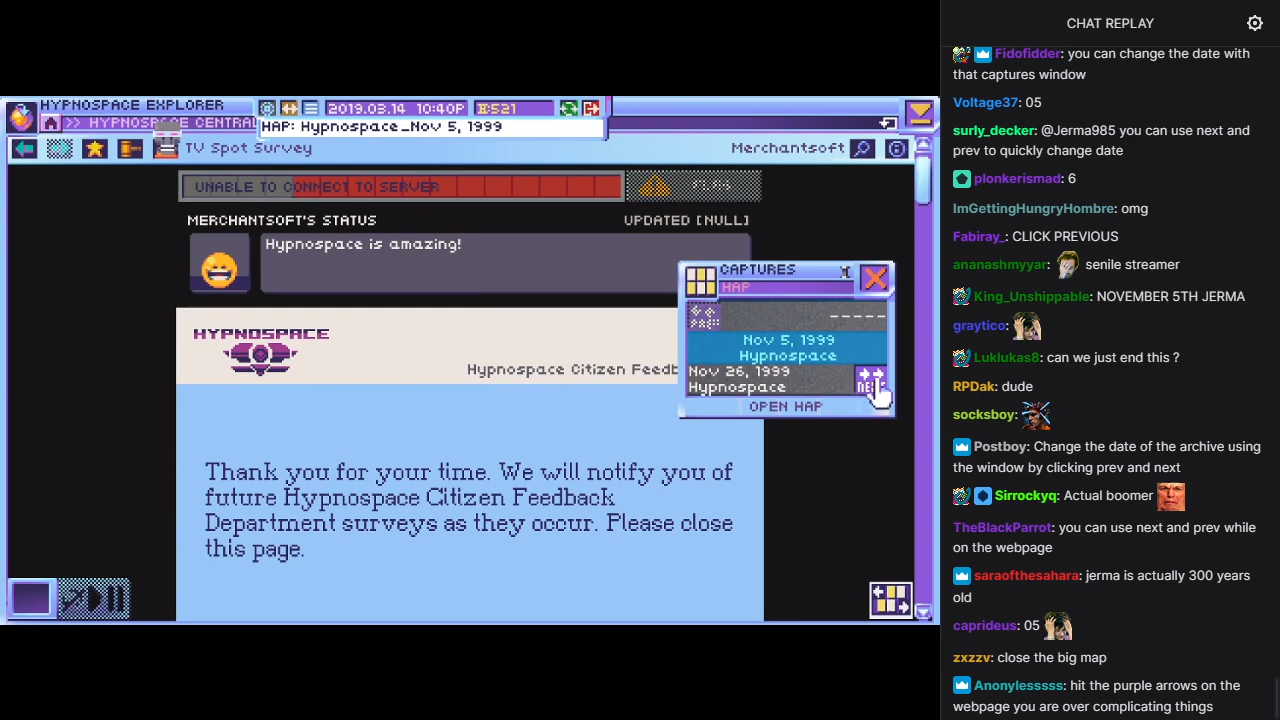 HYPNOSPACE EXPLORER
2019.03.14 10:40P
521
>> HYPNOSPACE CENTRAL
HAP: Hypnospace_Nov 5, 1999
TV Spot Survey
Merchantsoft
UNABLE TO CONNECT TO SERVER
MERCHANTSOFT'S STATUS
UPDATED [NULL]
Hypnospace is amazing!
CAPTURES
HAP
-----
Nov 5, 1999
Hypnospace
Nov 26, 1999
Hypnospace
OPEN HAP
HYPNOSPACE
Hypnospace Citizen Feedb
Thank you for your time. We will notify you of
future Hypnospace Citizen Feedback
Department surveys as they occur. Please close
this page.
CHAT REPLAY
Fidofidder: you can change the date with
that captures window
Voltage37: 05
surly_decker: @Jerma985 you can use next and
prev to quickly change date
plonkerismad: 6
ImGettingHungryHombre: omg
Fabiray_: CLICK PREVIOUS
ananashmyyar: senile streamer
King_Unshippable: NOVEMBER 5TH JERMA
graytico:
Luklukas8: can we just end this ?
RPDak: dude
socksboy:
Postboy: Change the date of the archive using
the window by clicking prev and next
Sirrockyq: Actual boomer
TheBlackParrot: you can use next and prev while
on the webpage
saraofthesahara: jerma is actually 300 years
old
caprideus: 05
zxzzv: close the big map
Anonylesssss: hit the purple arrows on the
webpage you are over complicating things